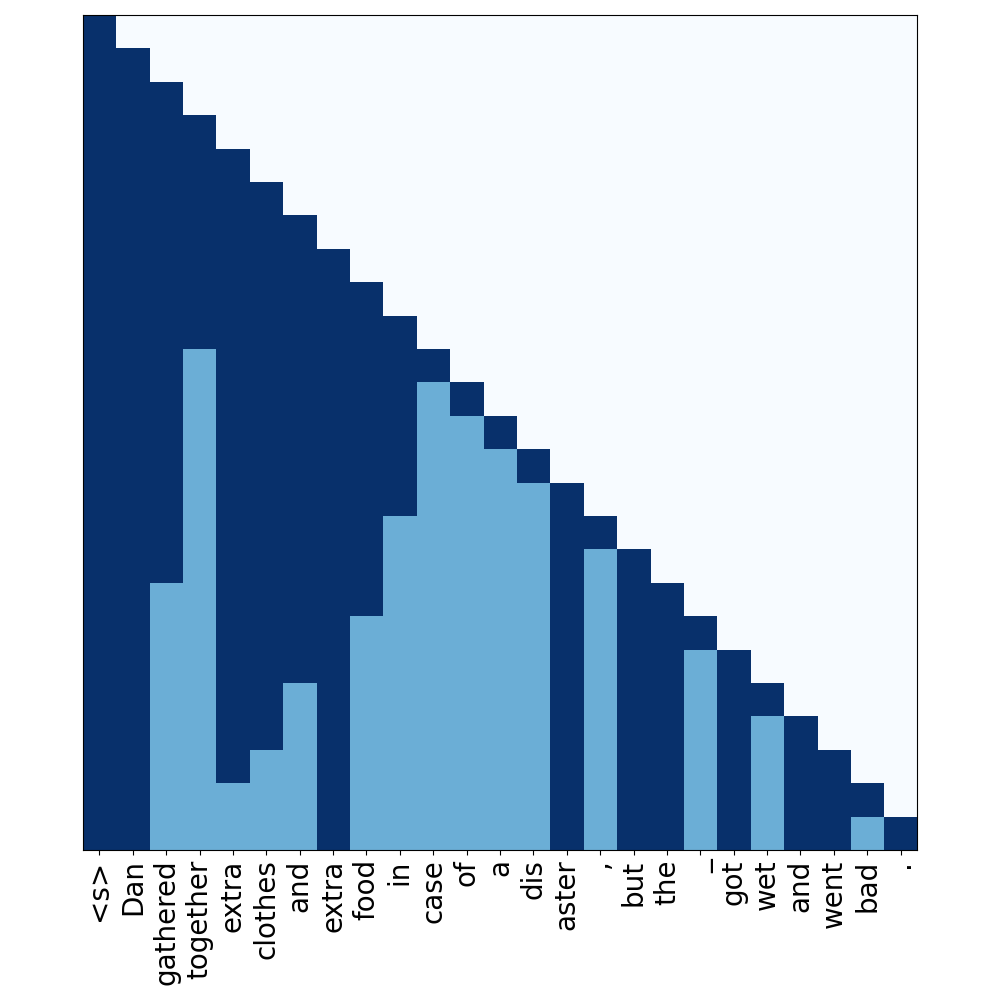 <s> Dan gathered together extra clothes and extra food in case of a dis aster , but the _ got wet and went bad .